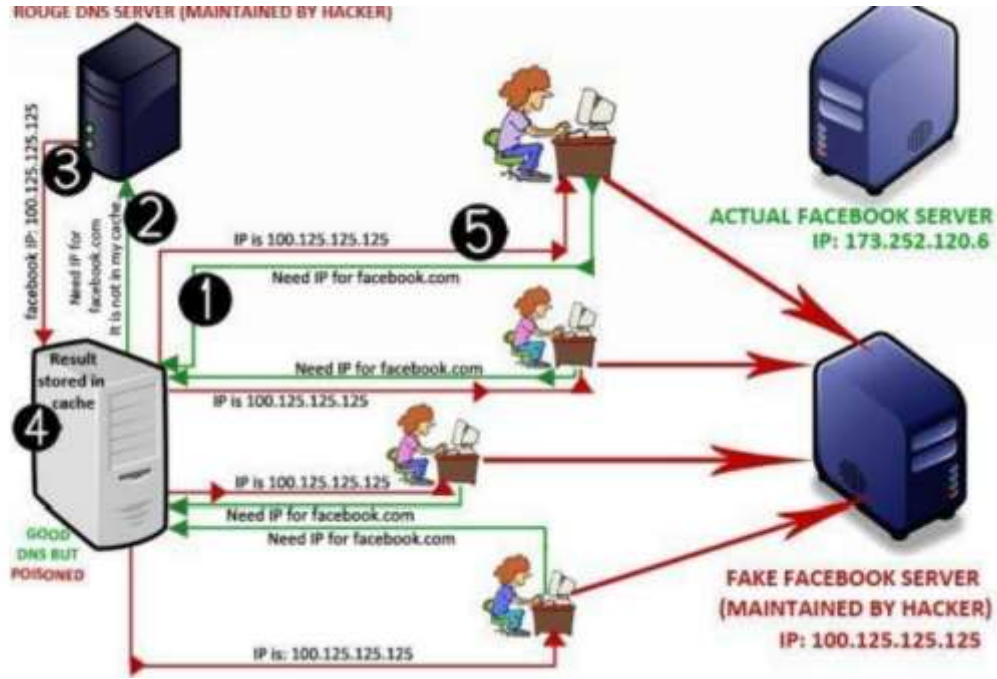 ROUGE DNS SERVER (MAINTAINED BY HACKER)
3
facebook IP: 100.125.125.125
2
Need IP for
facebook.com
It is not in my cache
IP is 100.125.125.125
5
Need IP for facebook.com
1
ACTUAL FACEBOOK SERVER
IP: 173.252.120.6
Result
stored in
cache
4
Need IP for facebook.com
IP is 100.125.125.125
IP is 100.125.125.125
Need IP for facebook.com
Need IP for facebook.com
GOOD
DNS BUT
POISONED
IP is: 100.125.125.125
FAKE FACEBOOK SERVER
(MAINTAINED BY HACKER)
IP: 100.125.125.125